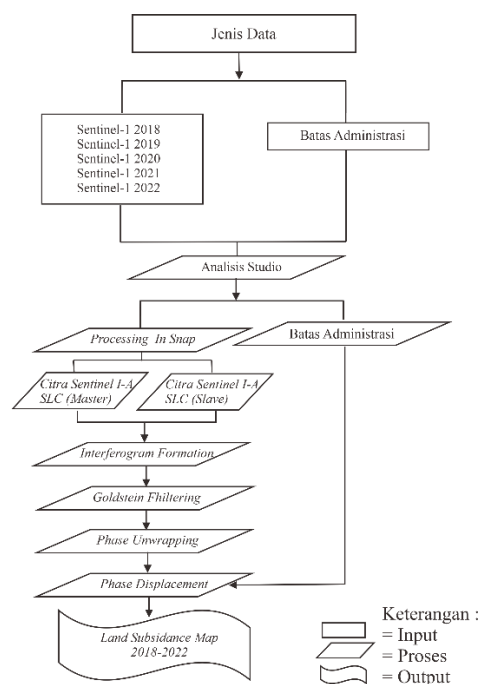 Jenis Data
Sentinel-1 2018
Sentinel-1 2019
Sentinel-1 2020
Sentinel-1 2021
Sentinel-1 2022
Batas Administrasi
Analisis Studio
Processing In Snap
Batas Administrasi
Citra Sentinel I-A
SLC (Master)
Citra Sentinel I-A
SLC (Slave)
Interferogram Formation
Goldstein Fhiltering
Phase Unwrapping
Phase Displacement
Land Subsidance Map
2018-2022
Keterangan :
= Input
= Proses
= Output